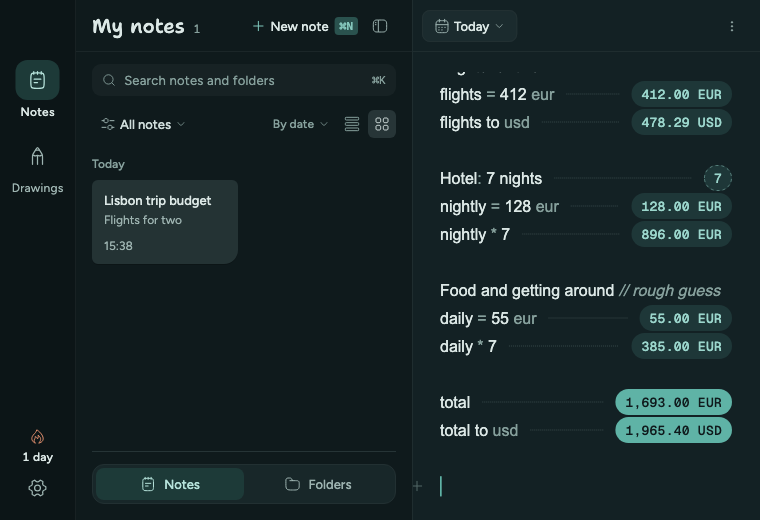 My notes 1
+ New note ⌘N
Search notes and folders ⌘K
All notes
By date
Today
Lisbon trip budget
Flights for two
15:38
Notes
Drawings
1 day
Notes
Folders
Today
flights = 412 eur 412.00 EUR
flights to usd 478.29 USD
Hotel: 7 nights 7
nightly = 128 eur 128.00 EUR
nightly * 7 896.00 EUR
Food and getting around // rough guess
daily = 55 eur 55.00 EUR
daily * 7 385.00 EUR
total 1,693.00 EUR
total to usd 1,965.40 USD
+